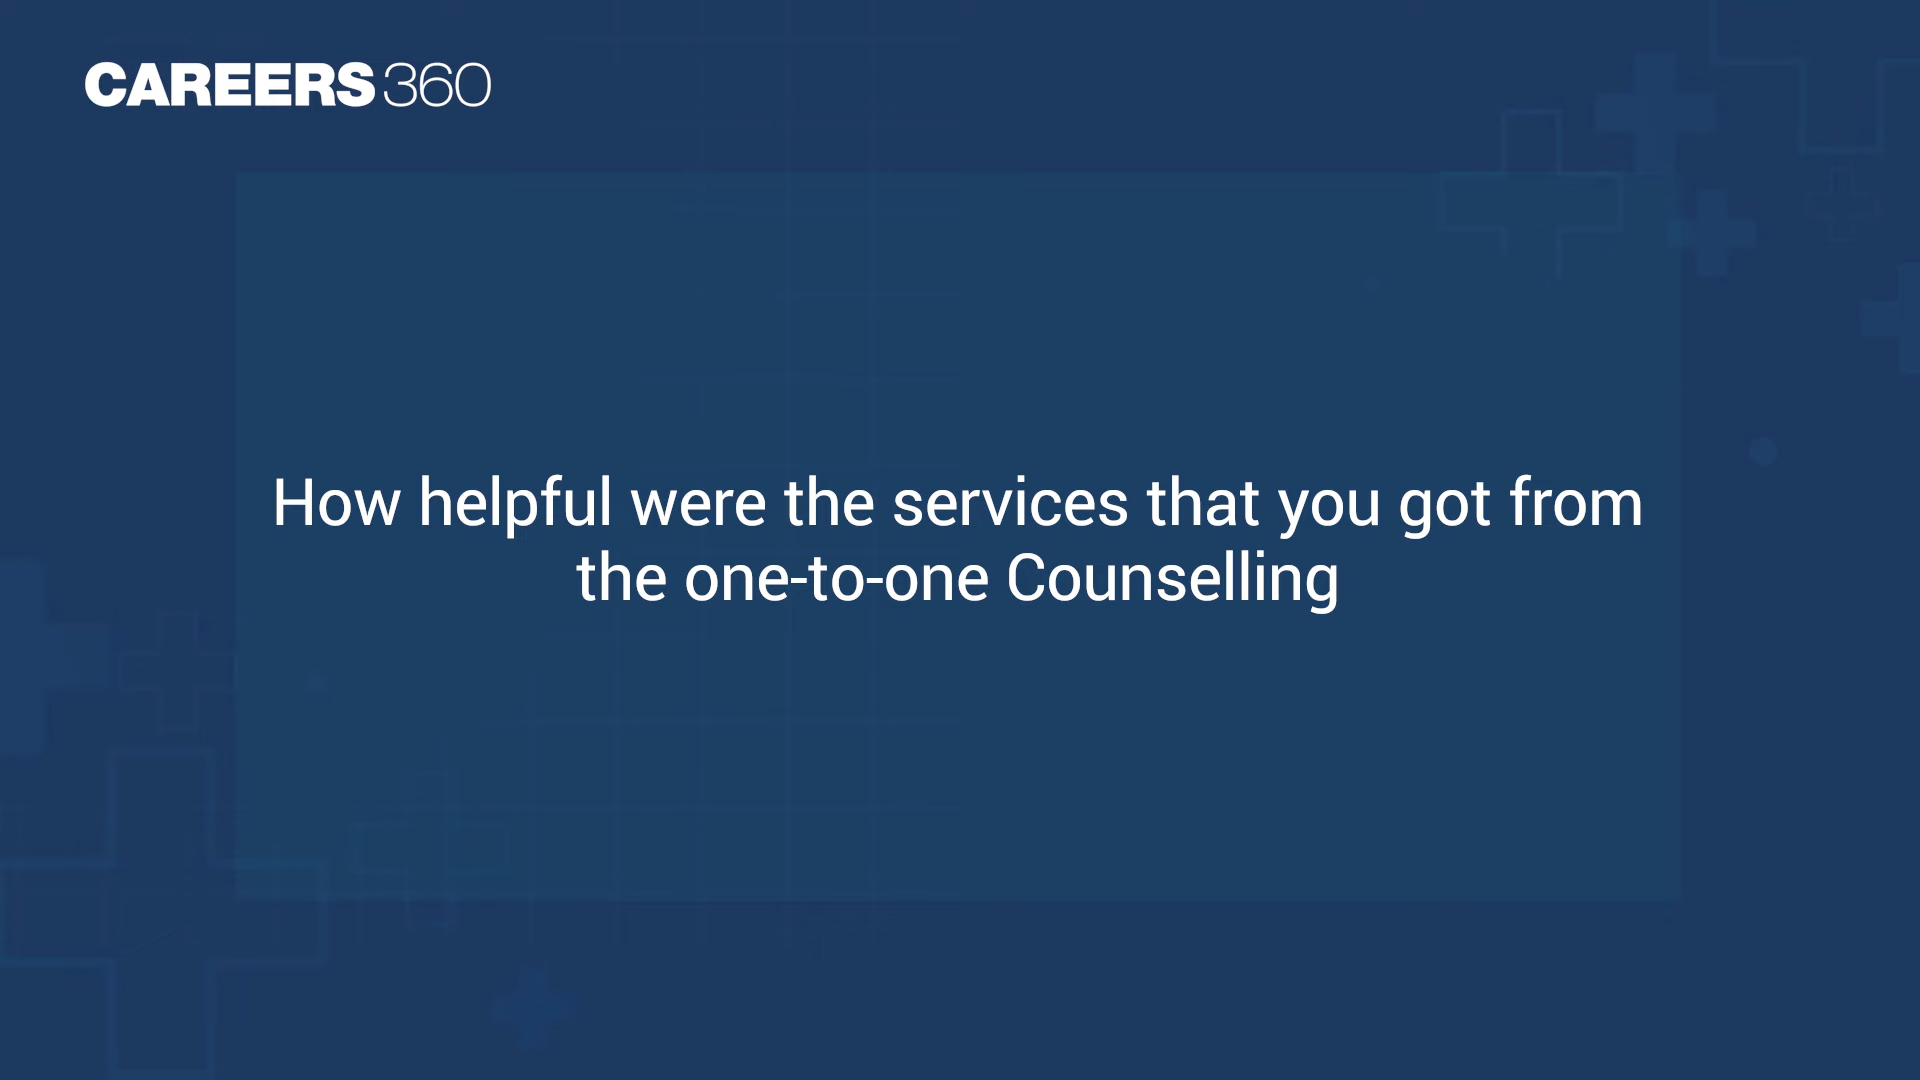 CAREERS360
How helpful were the services that you got from
the one-to-one Counselling